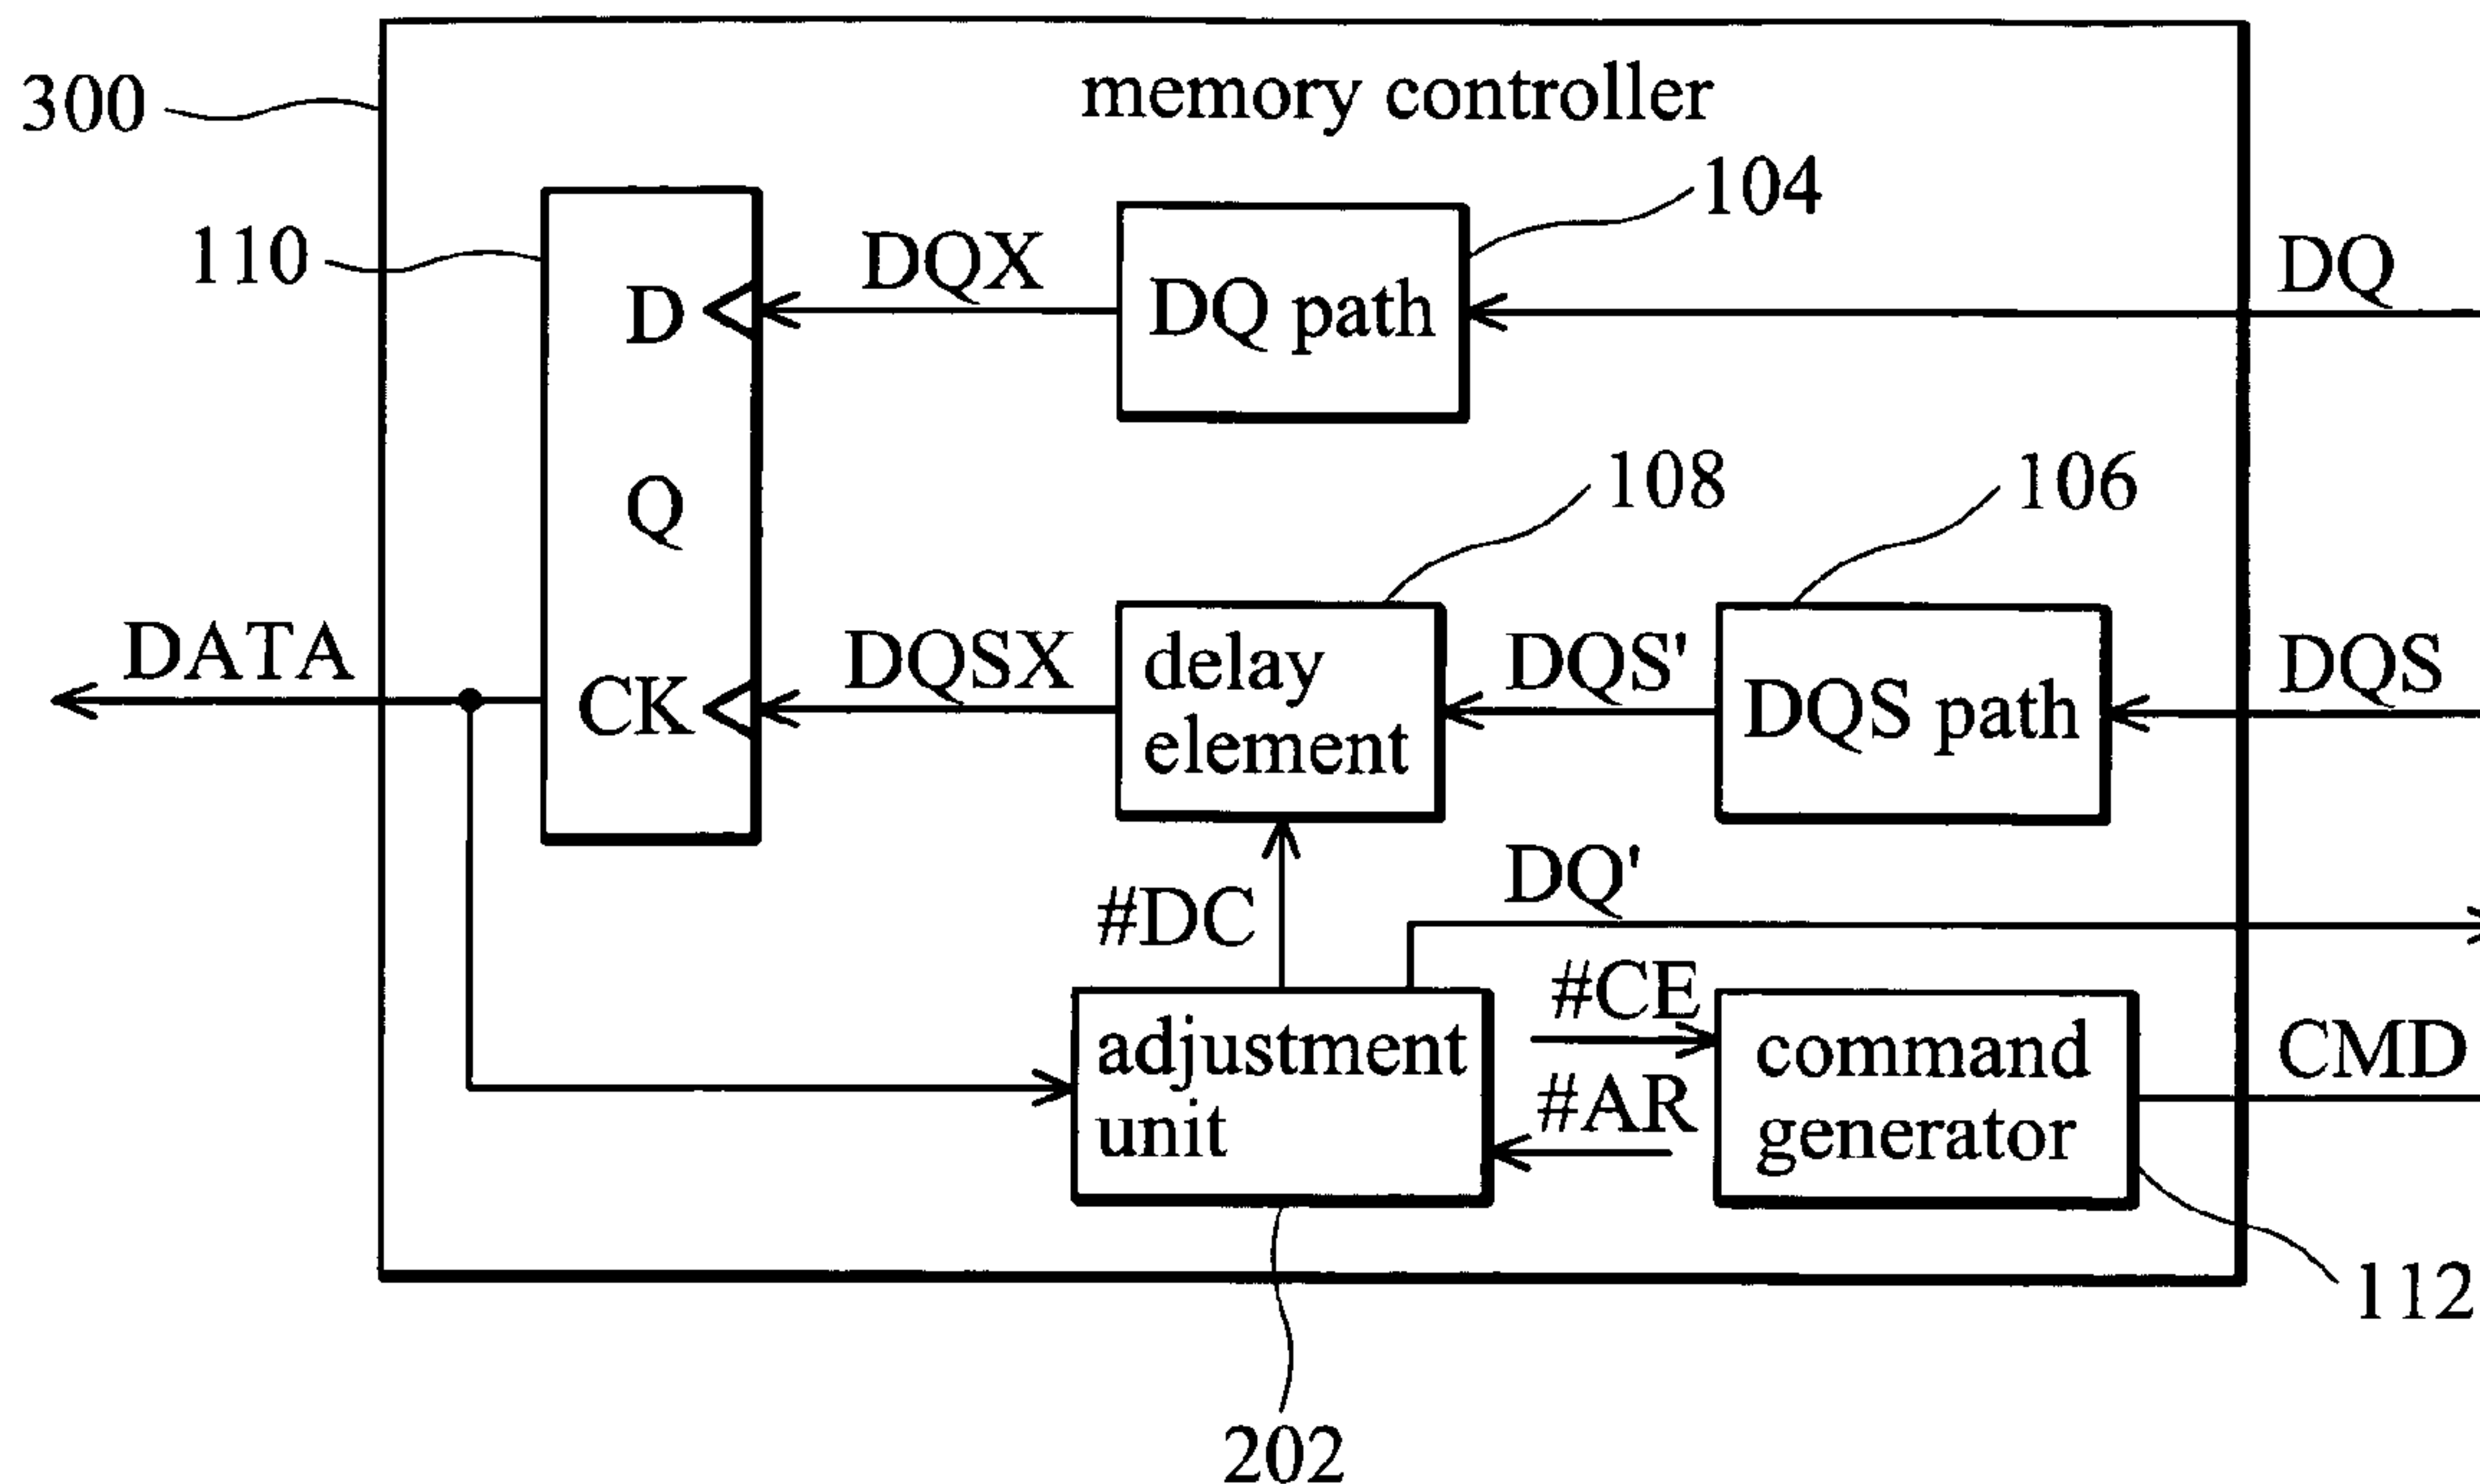 memory controller
300
104
110
DQX
DQ
D
DQ path
Q
108
106
DATA
DQSX
delay
element
DQS'
DQS path
DQS
CK
DQ'
#DC
#CE
adjustment
unit
#AR
command
generator
CMD
112
202